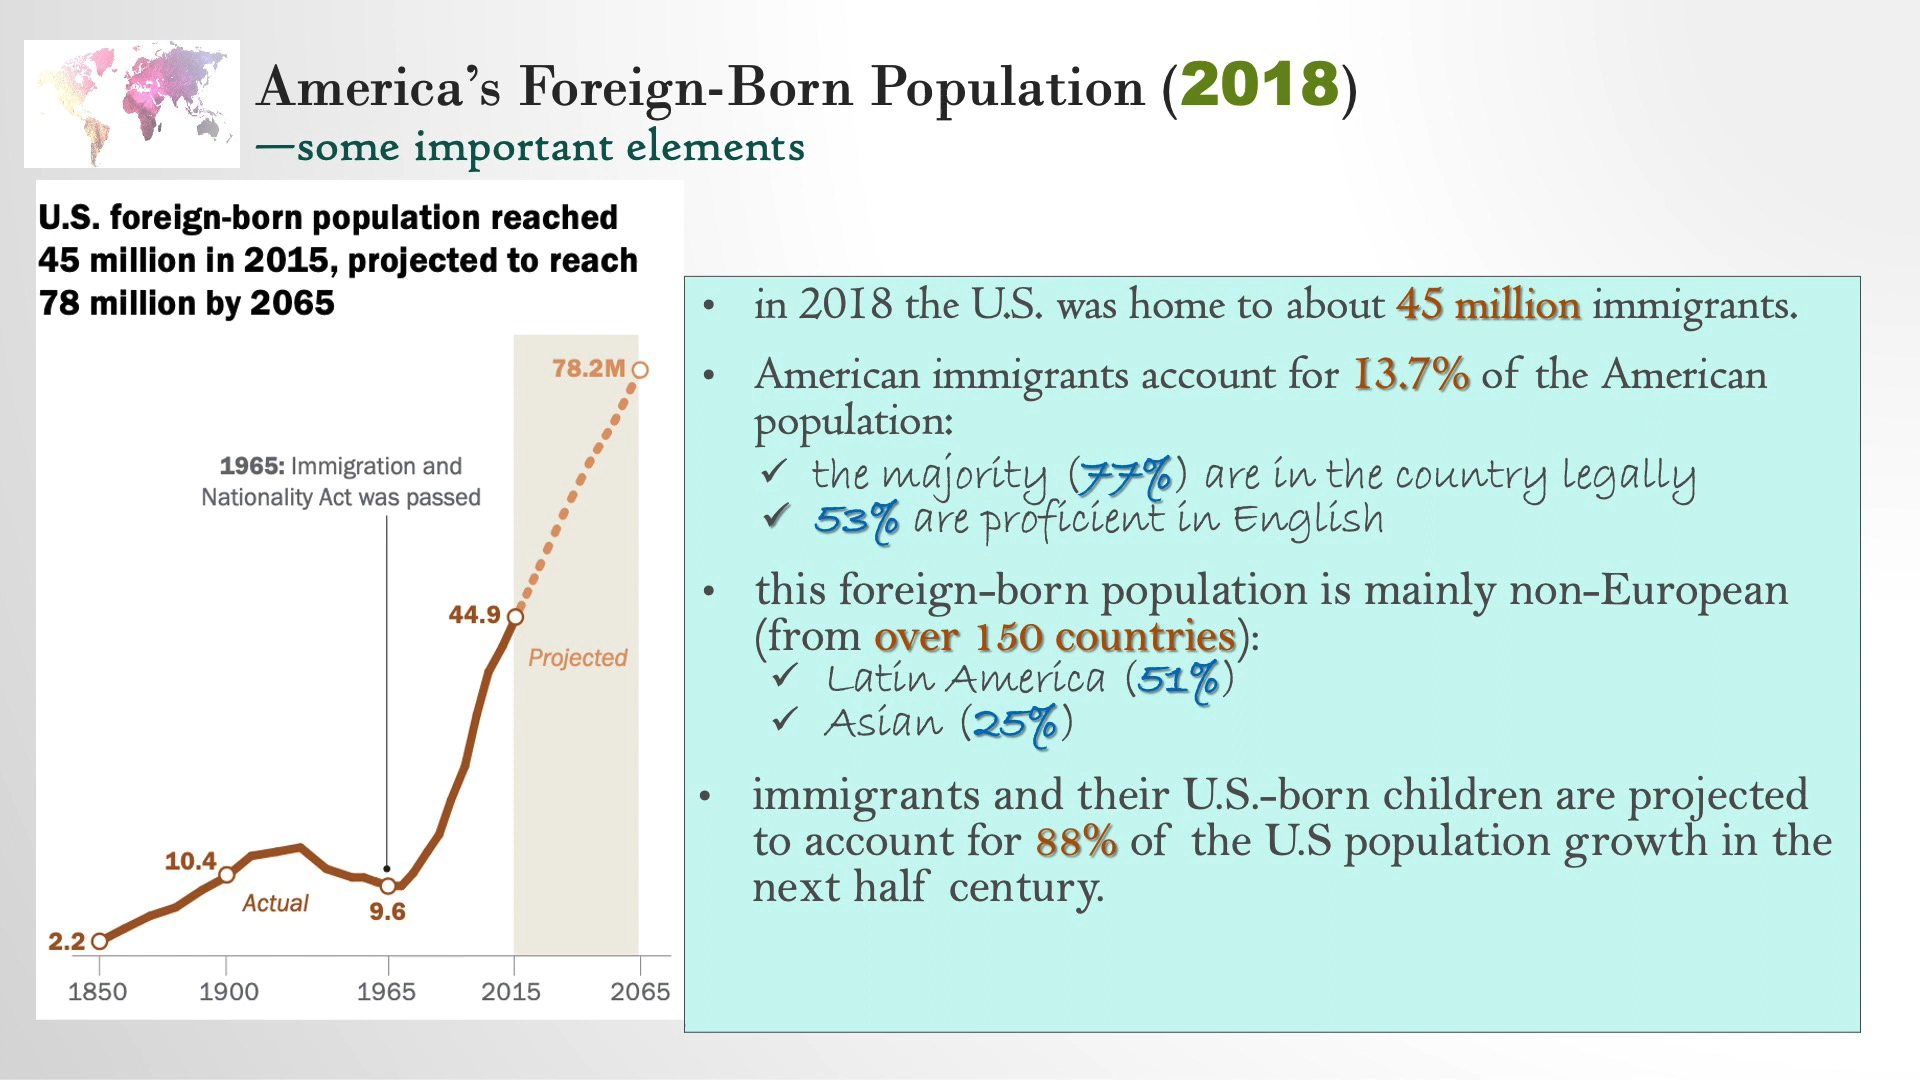 America’s Foreign-Born Population (2018)
—some important elements
U.S. foreign-born population reached
45 million in 2015, projected to reach
78 million by 2065
78.2M
1965: Immigration and
Nationality Act was passed
44.9
Projected
10.4
Actual
9.6
2.2
1850 1900 1965 2015 2065
• in 2018 the U.S. was home to about 45 million immigrants.
• American immigrants account for 13.7% of the American
population:
✓ the majority (77%) are in the country legally
✓ 53% are proficient in English
• this foreign-born population is mainly non-European
(from over 150 countries):
✓ Latin America (51%)
✓ Asian (25%)
• immigrants and their U.S.-born children are projected
to account for 88% of the U.S population growth in the
next half century.